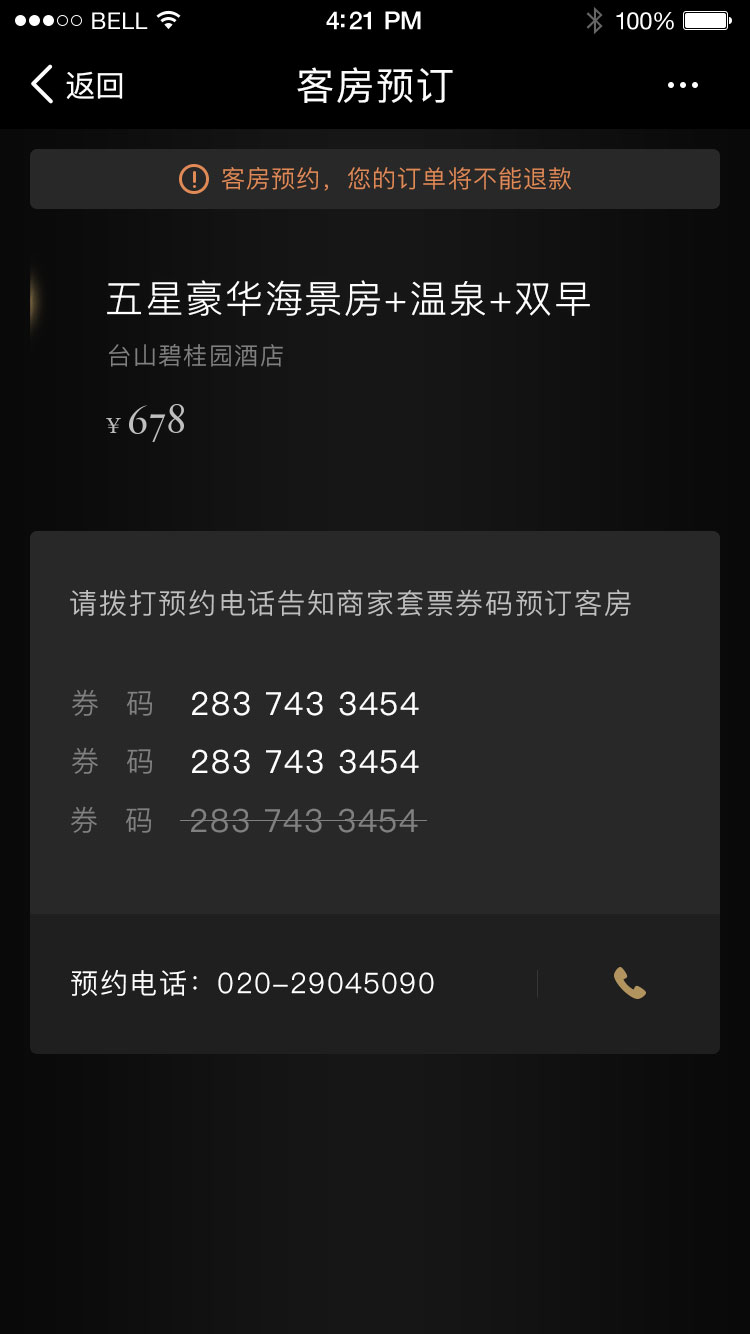 BELL 4:21 PM 100%
返回 客房预订
客房预约，您的订单将不能退款
五星豪华海景房+温泉+双早
台山碧桂园酒店
¥ 678
请拨打预约电话告知商家套票券码预订客房
券 码 283 743 3454
券 码 283 743 3454
券 码 283 743 3454
预约电话：020-29045090